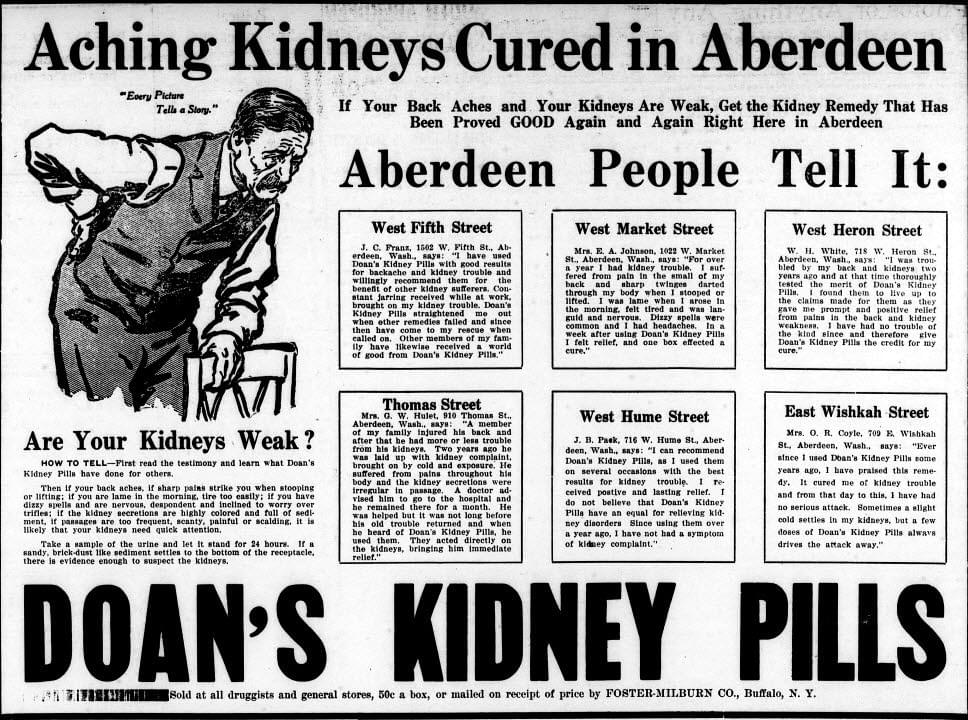 Aching Kidneys Cured in Aberdeen
"Every Picture
Tells a Story."
If Your Back Aches and Your Kidneys Are Weak, Get the Kidney Remedy That Has
Been Proved GOOD Again and Again Right Here in Aberdeen
Aberdeen People Tell It:
West Fifth Street
J. C. Franz, 1502 W. Fifth St., Ab-
erdeen, Wash., says: "I have used
Doan's Kidney Pills with good results
for backache and kidney trouble and
willingly recommend them for the
benefit of other kidney sufferers. Con-
stant jarring received while at work,
brought on my kidney trouble. Doan's
Kidney Pills straightened me out
when other remedies failed and since
then have come to my rescue when
called on. Other members of my fam-
ily have likewise received a world
of good from Doan's Kidney Pills."
West Market Street
Mrs. E. A. Johnson, 1022 W. Market
St., Aberdeen, Wash., says: "For over
a year I had kidney trouble. I suf-
fered from pain in the small of my
back and sharp twinges darted
through my body when I stooped or
lifted. I was lame when I arose in
the morning, felt tired and was lan-
guid and nervous. Dizzy spells were
common and I had headaches. In a
week after using Doan's Kidney Pills
I felt relief, and one box effected a
cure."
West Heron Street
W. H. White, 718 W. Heron St.,
Aberdeen, Wash., says: "I was trou-
bled by my back and kidneys two
years ago and at that time thoroughly
tested the merit of Doan's Kidney
Pills. I found them to live up to
the claims made for them as they
gave me prompt and positive relief
from pains in the back and kidney
weakness. I have had no trouble of
the kind since and therefore give
Doan's Kidney Pills the credit for my
cure."
Thomas Street
Mrs. G. W. Hulet, 910 Thomas St.,
Aberdeen, Wash., says: "A member
of my family injured his back and
after that he had more or less trouble
from his kidneys. Two years ago he
was laid up with kidney complaint,
brought on by cold and exposure. He
suffered from pains throughout his
body and the kidney secretions were
irregular in passage. A doctor ad-
vised him to go to the hospital and
he remained there for a month. He
was helped but it was not long before
his old trouble returned and when
he heard of Doan's Kidney Pills, he
used them. They acted directly on
the kidneys, bringing him immediate
relief."
West Hume Street
J. B. Pask, 716 W. Hume St., Aber-
deen, Wash., says: "I can recommend
Doan's Kidney Pills, as I used them
on several occasions with the best
results for kidney trouble. I re-
ceived postive and lasting relief. I
do not believe that Doan's Kidney
Pills have an equal for relieving kid-
ney disorders Since using them over
a year ago, I have not had a symptom
of kidney complaint."
East Wishkah Street
Mrs. O. R. Coyle, 709 E. Wishkah
St., Aberdeen, Wash., says: "Ever
since I used Doan's Kidney Pills some
years ago, I have praised this reme-
dy. It cured me of kidney trouble
and from that day to this, I have had
no serious attack. Sometimes a slight
cold settles in my kidneys, but a few
doses of Doan's Kidney Pills always
drives the attack away."
Are Your Kidneys Weak?
HOW TO TELL—First read the testimony and learn what Doan's
Kidney Pills have done for others.
Then if your back aches, if sharp pains strike you when stooping
or lifting; if you are lame in the morning, tire too easily; if you have
dizzy spells and are nervous, despondent and inclined to worry over
trifles; if the kidney secretions are highly colored and full of sedi-
ment, if passages are too frequent, scanty, painful or scalding, it is
likely that your kidneys need quick attention.
Take a sample of the urine and let it stand for 24 hours. If a
sandy, brick-dust like sediment settles to the bottom of the receptacle,
there is evidence enough to suspect the kidneys.
DOAN'S KIDNEY PILLS
Sold at all druggists and general stores, 50c a box, or mailed on receipt of price by FOSTER-MILBURN CO., Buffalo, N. Y.